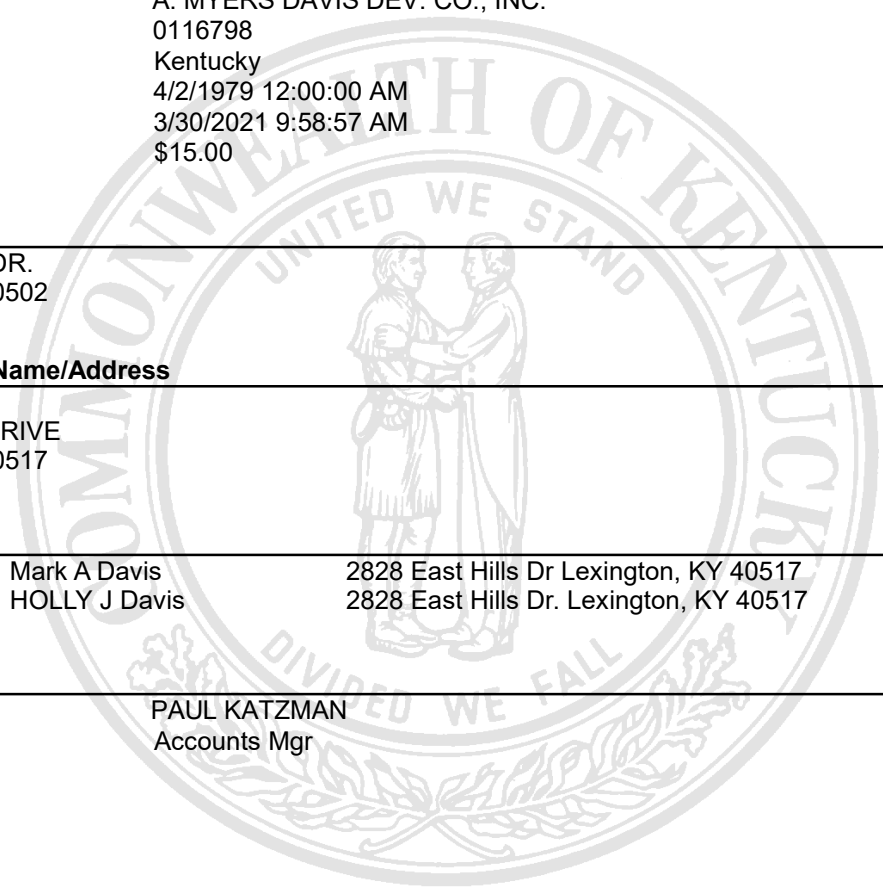 A. MYERS DAVIS DEV. CO., INC.
0116798
Kentucky
4/2/1979 12:00:00 AM
3/30/2021 9:58:57 AM
$15.00
COMMONWEALTH OF KENTUCKY
UNITED WE STAND
DR.
0502
Name/Address
RIVE
0517
Mark A Davis 2828 East Hills Dr Lexington, KY 40517
HOLLY J Davis 2828 East Hills Dr. Lexington, KY 40517
DIVIDED WE FALL
PAUL KATZMAN
Accounts Mgr